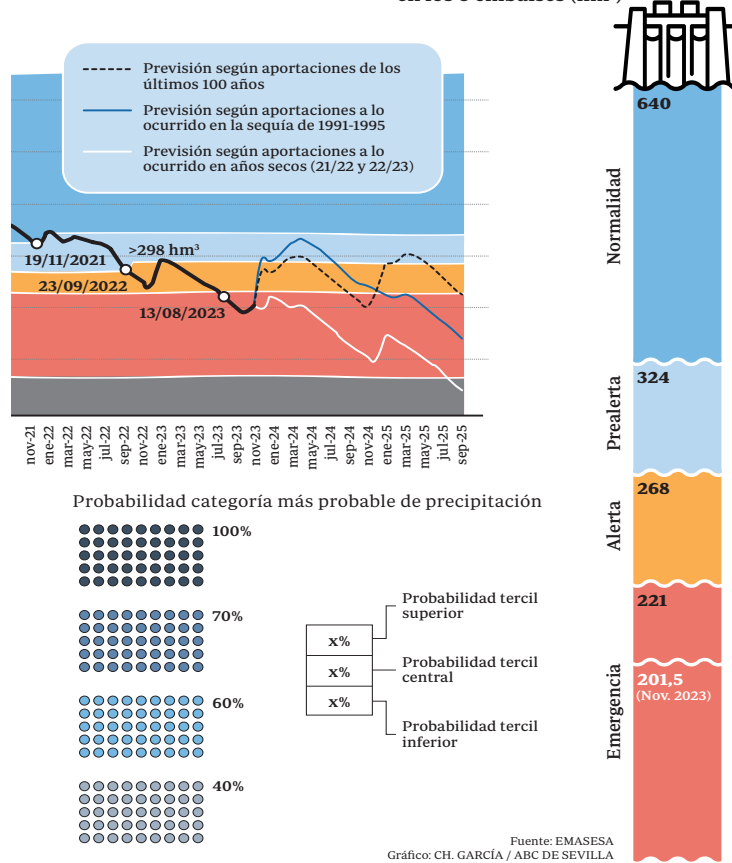 Previsión según aportaciones de los
últimos 100 años
Previsión según aportaciones a lo
ocurrido en la sequía de 1991-1995
Previsión según aportaciones a lo
ocurrido en años secos (21/22 y 22/23)
19/11/2021
>298 hm³
23/09/2022
13/08/2023
nov-21
ene-22
mar-22
may-22
jul-22
sep-22
nov-22
ene-23
mar-23
may-23
jul-23
sep-23
nov-23
ene-24
mar-24
may-24
jul-24
sep-24
nov-24
ene-25
mar-25
may-25
jul-25
sep-25
640
Normalidad
324
Prealerta
268
Alerta
221
201,5
(Nov. 2023)
Emergencia
Probabilidad categoría más probable de precipitación
100%
70%
60%
40%
x%
x%
x%
Probabilidad tercil
superior
Probabilidad tercil
central
Probabilidad tercil
inferior
Fuente: EMASESA
Gráfico: CH. GARCÍA / ABC DE SEVILLA